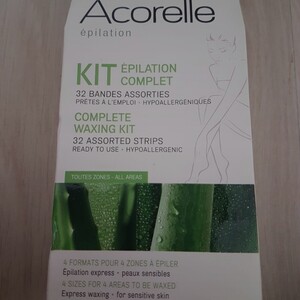 Acorelle
épilation
KIT ÉPILATION
COMPLET
32 BANDES ASSORTIES
PRÊTES À L'EMPLOI - HYPOALLERGÉNIQUES
COMPLETE
WAXING KIT
32 ASSORTED STRIPS
READY TO USE - HYPOALLERGENIC
TOUTES ZONES - ALL AREAS
4 FORMATS POUR 4 ZONES À ÉPILER
Épilation express - peaux sensibles
4 SIZES FOR 4 AREAS TO BE WAXED
Express waxing - for sensitive skin